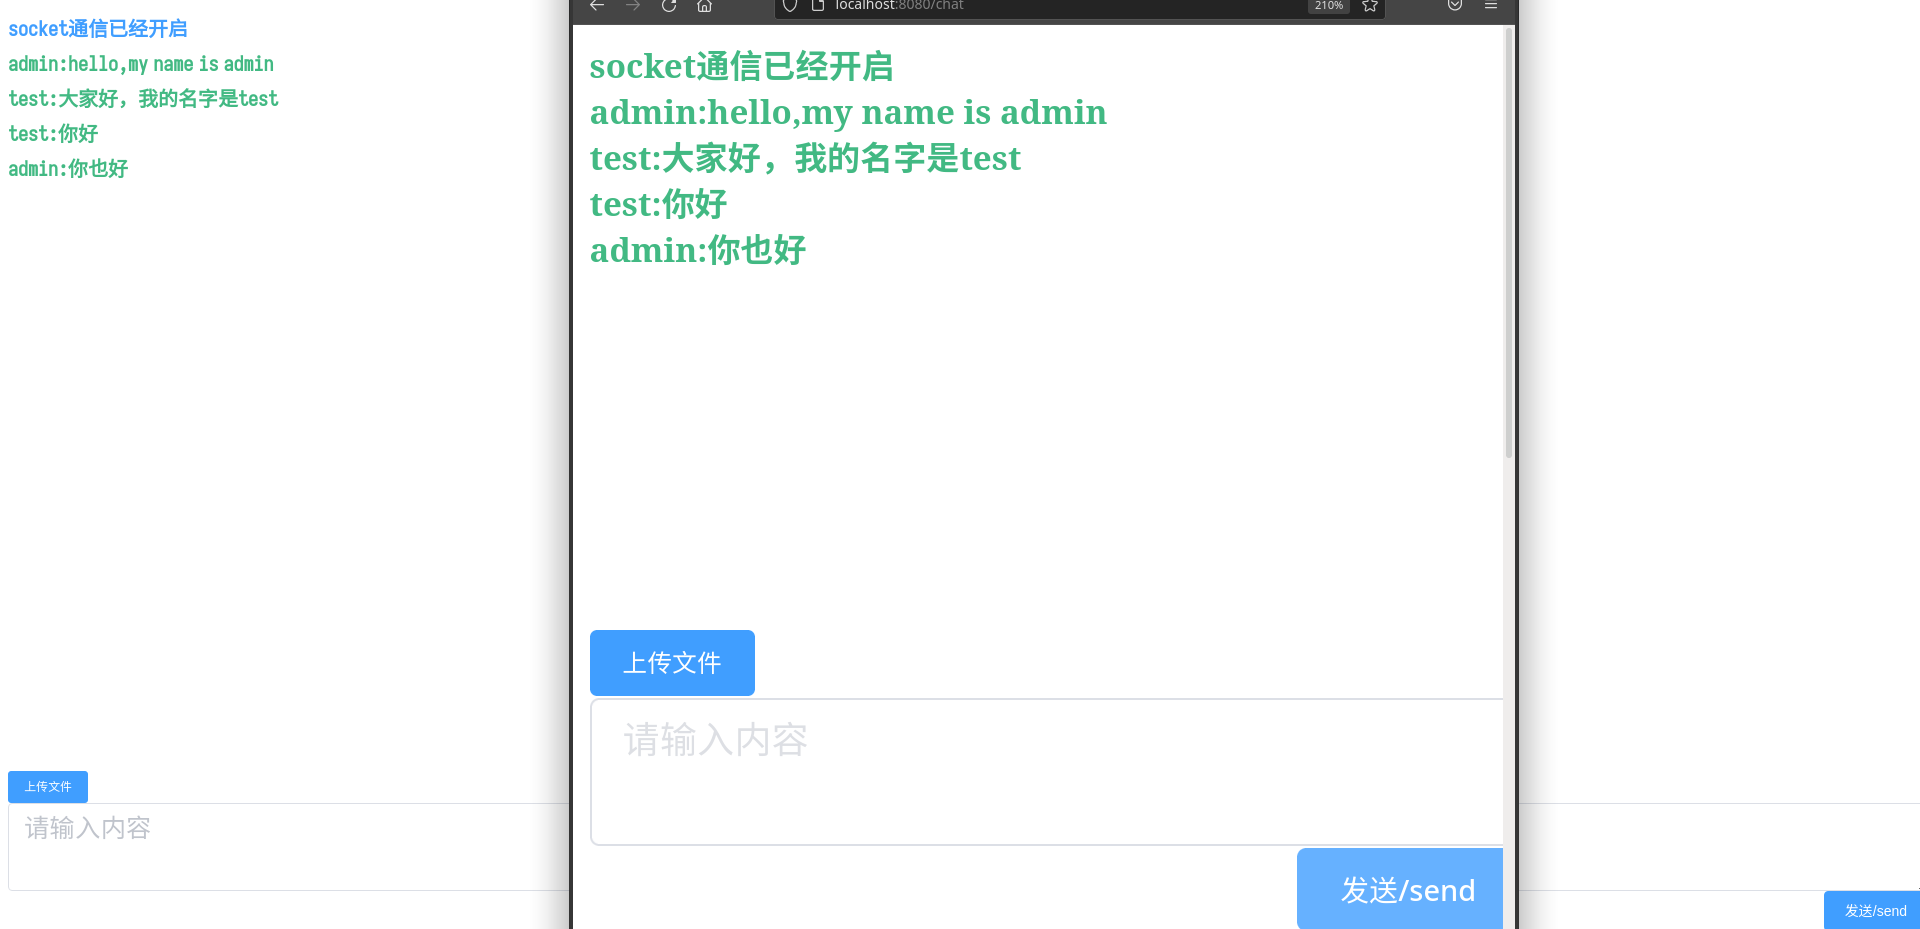 socket通信已经开启
admin:hello,my name is admin
test:大家好，我的名字是test
test:你好
admin:你也好
上传文件
请输入内容
localhost:8080/chat
210%
socket通信已经开启
admin:hello,my name is admin
test:大家好，我的名字是test
test:你好
admin:你也好
上传文件
请输入内容
发送/send
发送/send